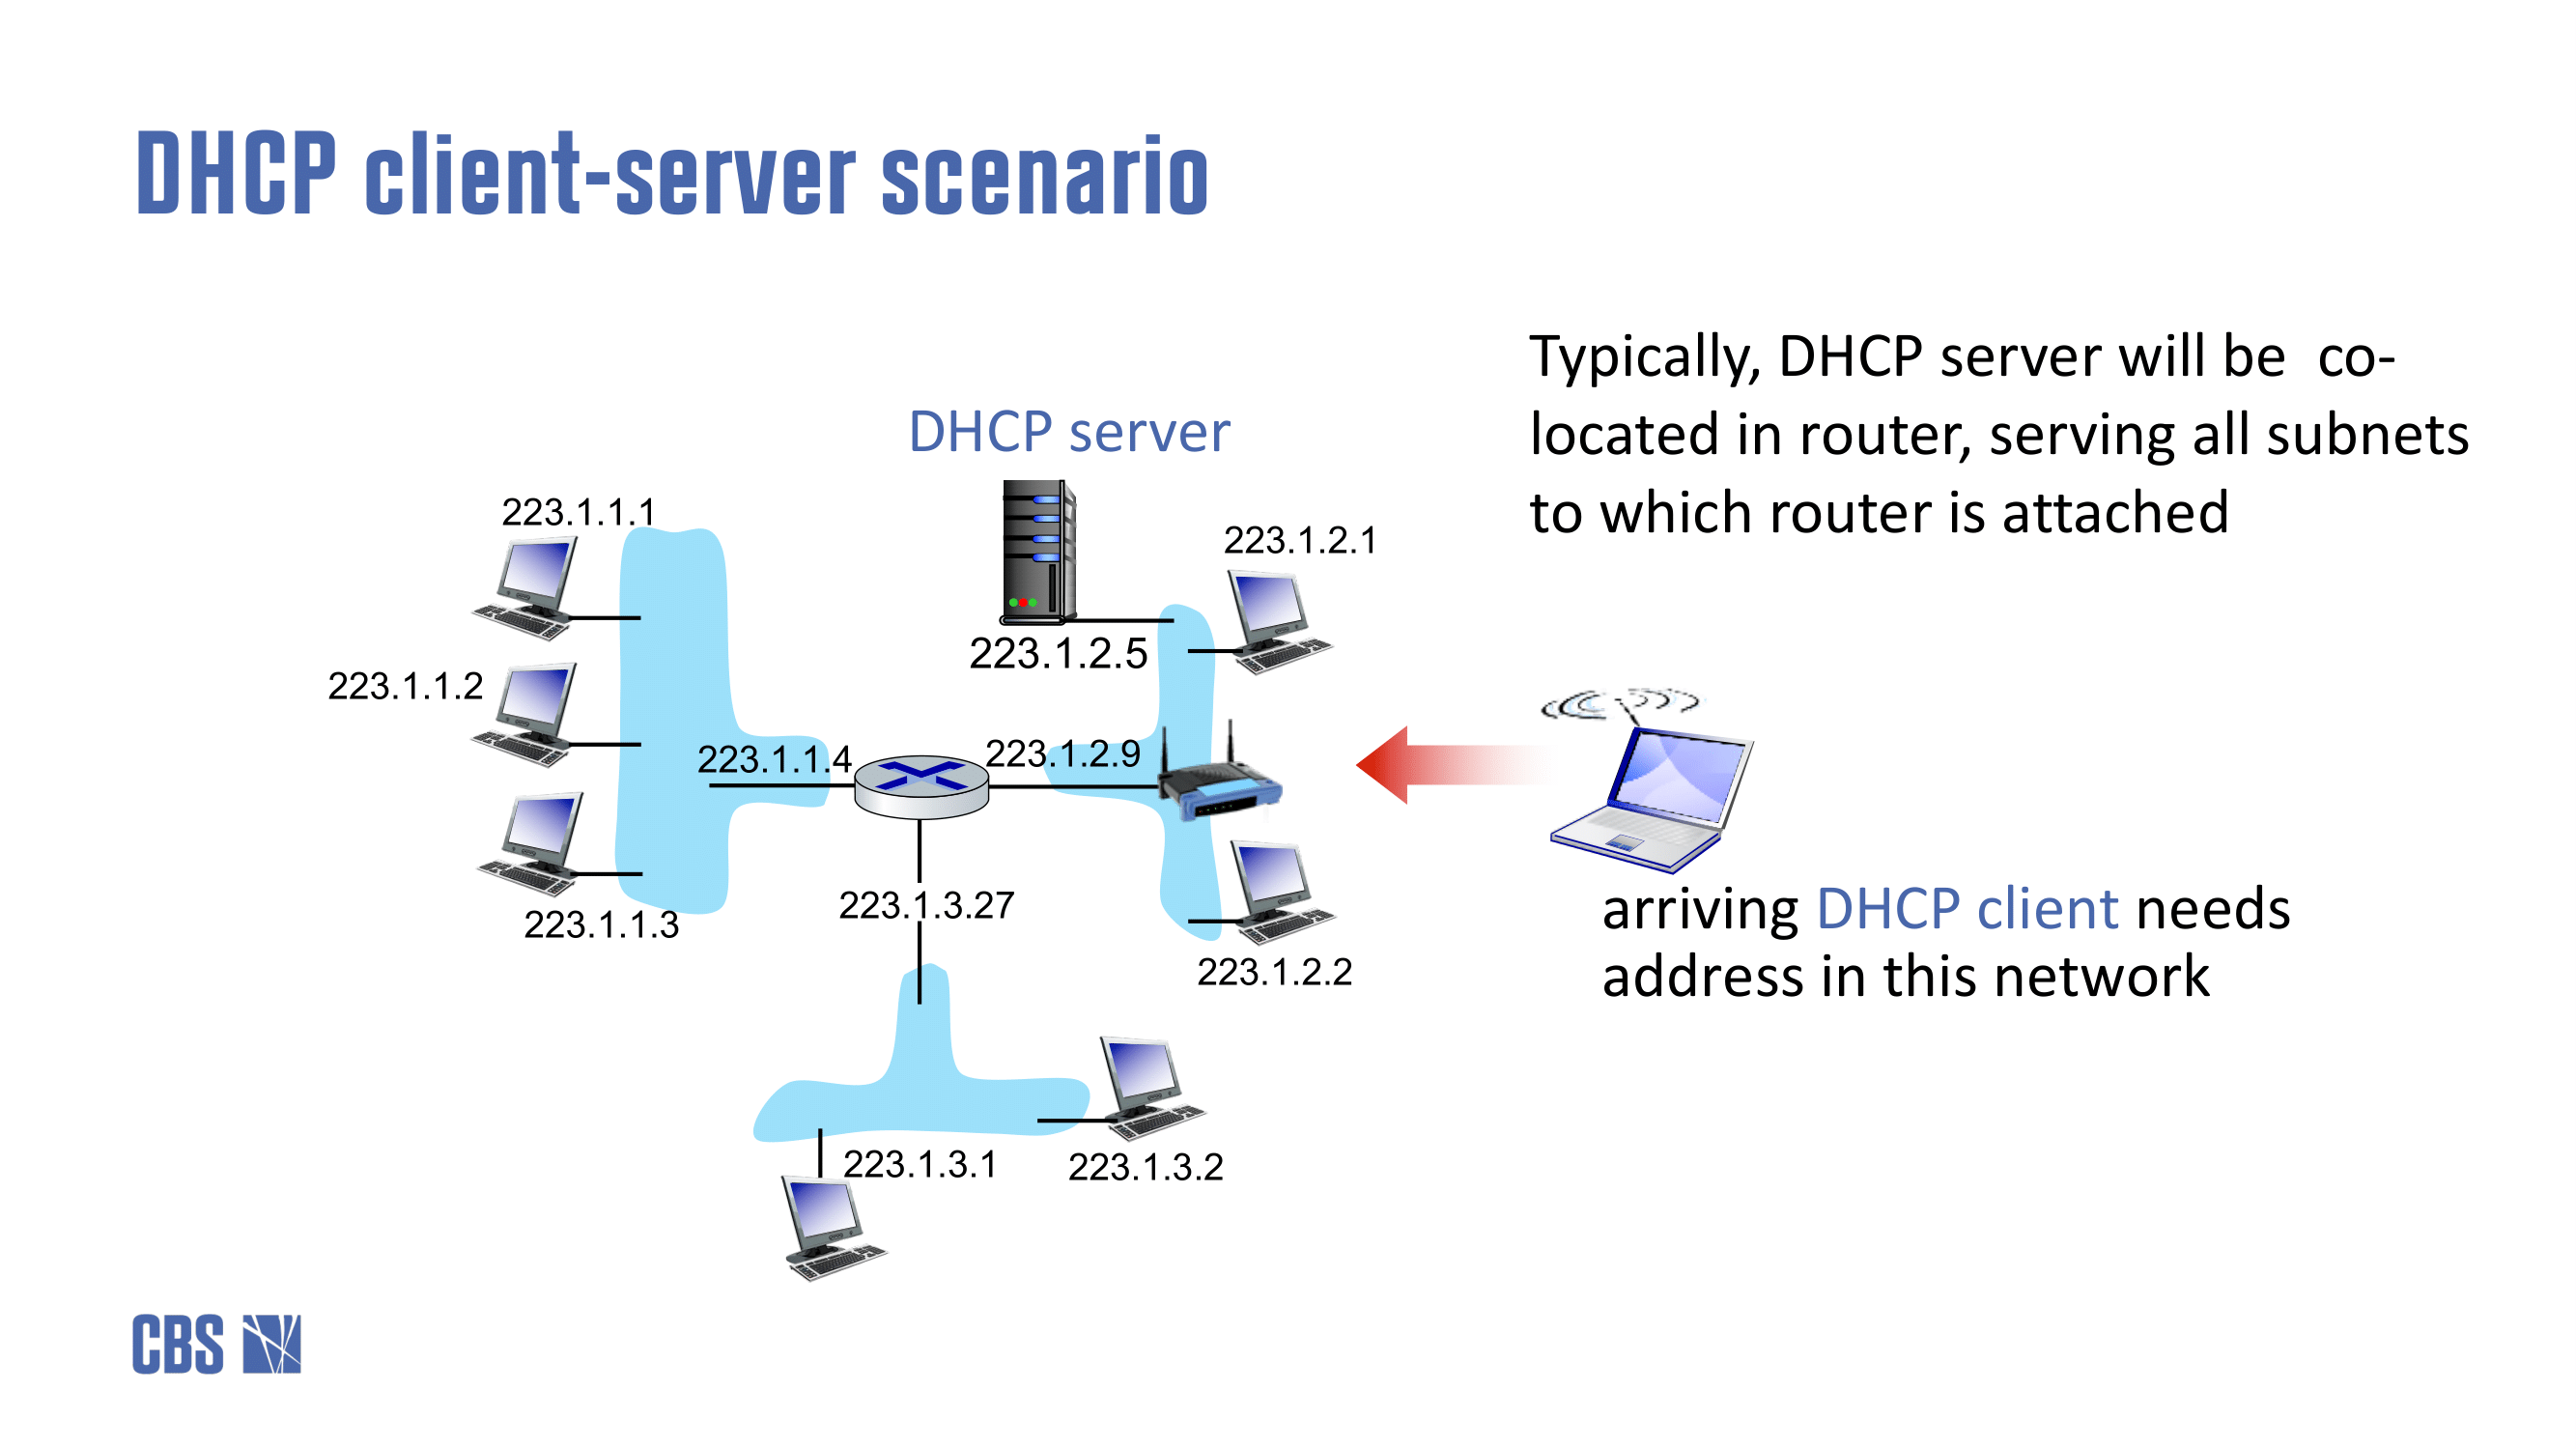 DHCP client-server scenario
Typically, DHCP server will be  co-
located in router, serving all subnets
to which router is attached
DHCP server
223.1.1.1
223.1.2.1
223.1.2.5
223.1.1.2
223.1.1.4
223.1.2.9
223.1.3.27
223.1.1.3
arriving DHCP client needs
address in this network
223.1.2.2
223.1.3.1
223.1.3.2
CBS